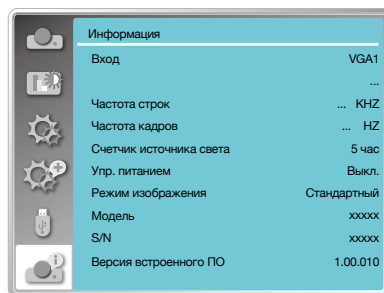 Информация
Вход VGA1
...
Частота строк ... KHZ
Частота кадров ... HZ
Счетчик источника света 5 час
Упр. питанием Выкл.
Режим изображения Стандартный
Модель xxxxx
S/N xxxxx
Версия встроенного ПО 1.00.010